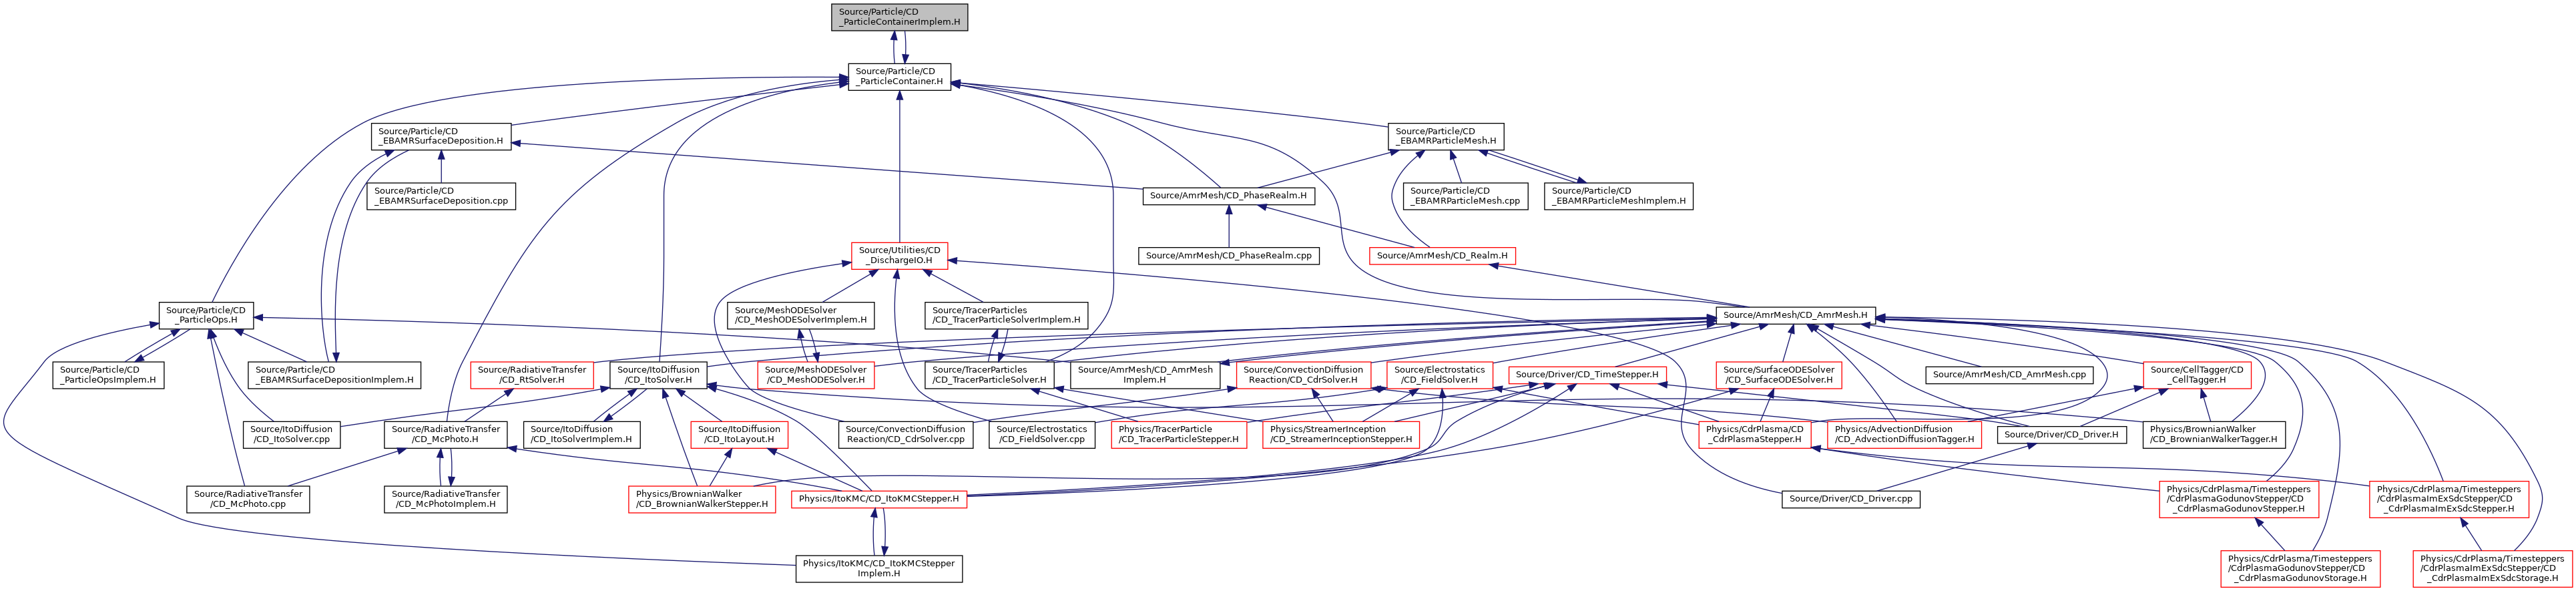 Source/Particle/CD
_ParticleContainerImplem.H
Source/Particle/CD
_ParticleContainer.H
Source/Particle/CD
_EBAMRSurfaceDeposition.H
Source/Particle/CD
_EBAMRParticleMesh.H
Source/Particle/CD
_EBAMRSurfaceDeposition.cpp
Source/AmrMesh/CD_PhaseRealm.H
Source/Particle/CD
_EBAMRParticleMesh.cpp
Source/Particle/CD
_EBAMRParticleMeshImplem.H
Source/Utilities/CD
_DischargeIO.H
Source/AmrMesh/CD_PhaseRealm.cpp
Source/AmrMesh/CD_Realm.H
Source/Particle/CD
_ParticleOps.H
Source/MeshODESolver
/CD_MeshODESolverImplem.H
Source/TracerParticles
/CD_TracerParticleSolverImplem.H
Source/AmrMesh/CD_AmrMesh.H
Source/Particle/CD
_ParticleOpsImplem.H
Source/Particle/CD
_EBAMRSurfaceDepositionImplem.H
Source/RadiativeTransfer
/CD_RtSolver.H
Source/ItoDiffusion
/CD_ItoSolver.H
Source/MeshODESolver
/CD_MeshODESolver.H
Source/TracerParticles
/CD_TracerParticleSolver.H
Source/AmrMesh/CD_AmrMesh
Implem.H
Source/ConvectionDiffusion
Reaction/CD_CdrSolver.H
Source/Electrostatics
/CD_FieldSolver.H
Source/Driver/CD_TimeStepper.H
Source/SurfaceODESolver
/CD_SurfaceODESolver.H
Source/AmrMesh/CD_AmrMesh.cpp
Source/CellTagger/CD
_CellTagger.H
Source/ItoDiffusion
/CD_ItoSolver.cpp
Source/RadiativeTransfer
/CD_McPhoto.H
Source/ItoDiffusion
/CD_ItoSolverImplem.H
Source/ItoDiffusion
/CD_ItoLayout.H
Source/ConvectionDiffusion
Reaction/CD_CdrSolver.cpp
Source/Electrostatics
/CD_FieldSolver.cpp
Physics/TracerParticle
/CD_TracerParticleStepper.H
Physics/StreamerInception
/CD_StreamerInceptionStepper.H
Physics/CdrPlasma/CD
_CdrPlasmaStepper.H
Physics/AdvectionDiffusion
/CD_AdvectionDiffusionTagger.H
Source/Driver/CD_Driver.H
Physics/BrownianWalker
/CD_BrownianWalkerTagger.H
Source/RadiativeTransfer
/CD_McPhoto.cpp
Source/RadiativeTransfer
/CD_McPhotoImplem.H
Physics/BrownianWalker
/CD_BrownianWalkerStepper.H
Physics/ItoKMC/CD_ItoKMCStepper.H
Source/Driver/CD_Driver.cpp
Physics/CdrPlasma/Timesteppers
/CdrPlasmaGodunovStepper/CD
_CdrPlasmaGodunovStepper.H
Physics/CdrPlasma/Timesteppers
/CdrPlasmaImExSdcStepper/CD
_CdrPlasmaImExSdcStepper.H
Physics/ItoKMC/CD_ItoKMCStepper
Implem.H
Physics/CdrPlasma/Timesteppers
/CdrPlasmaGodunovStepper/CD
_CdrPlasmaGodunovStorage.H
Physics/CdrPlasma/Timesteppers
/CdrPlasmaImExSdcStepper/CD
_CdrPlasmaImExSdcStorage.H